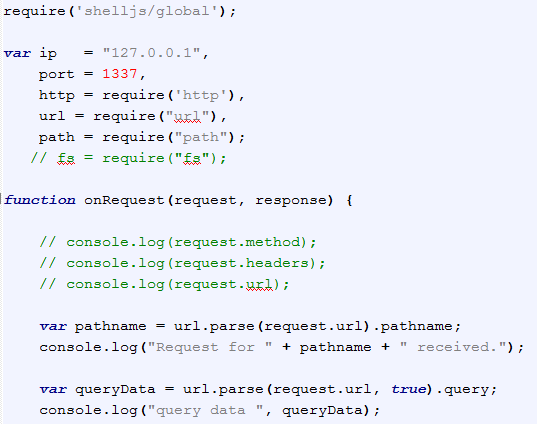 require('shelljs/global');
var ip   = "127.0.0.1",
    port = 1337,
    http = require('http'),
    url = require("url"),
    path = require("path");
   // fs = require("fs");
function onRequest(request, response) {
    // console.log(request.method);
    // console.log(request.headers);
    // console.log(request.url);
    var pathname = url.parse(request.url).pathname;
    console.log("Request for " + pathname + " received.");
    var queryData = url.parse(request.url, true).query;
    console.log("query data ", queryData);